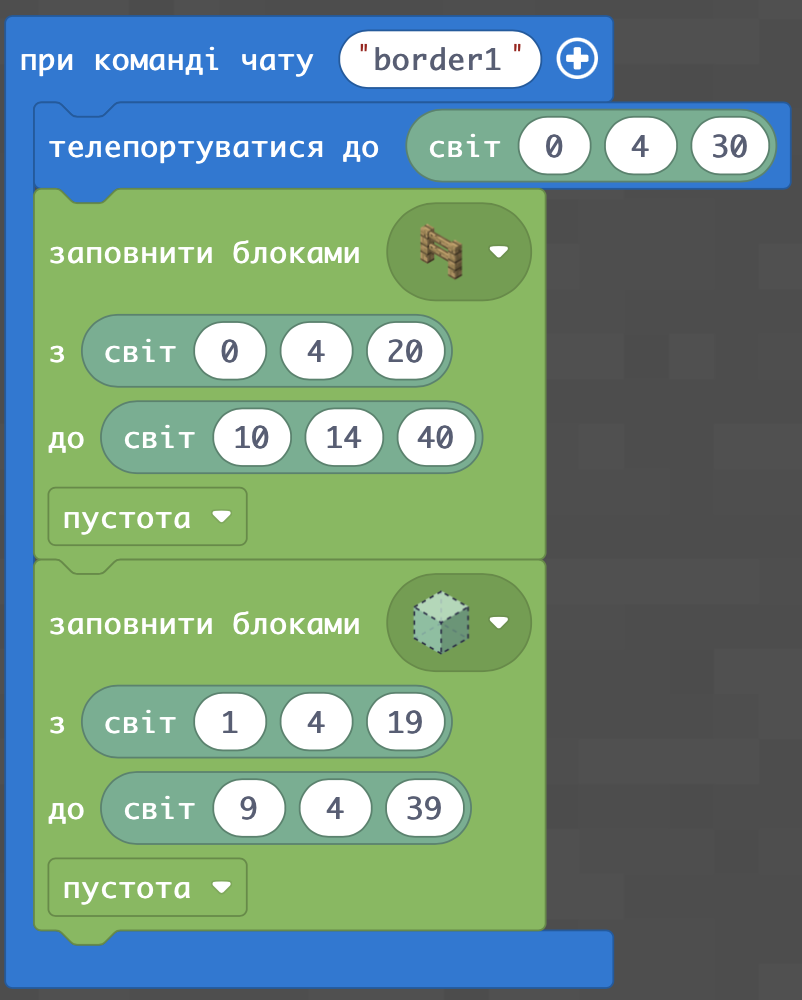 при команді чату "border1"
телепортуватися до світ 0 4 30
заповнити блоками
з світ 0 4 20
до світ 10 14 40
пустота
заповнити блоками
з світ 1 4 19
до світ 9 4 39
пустота